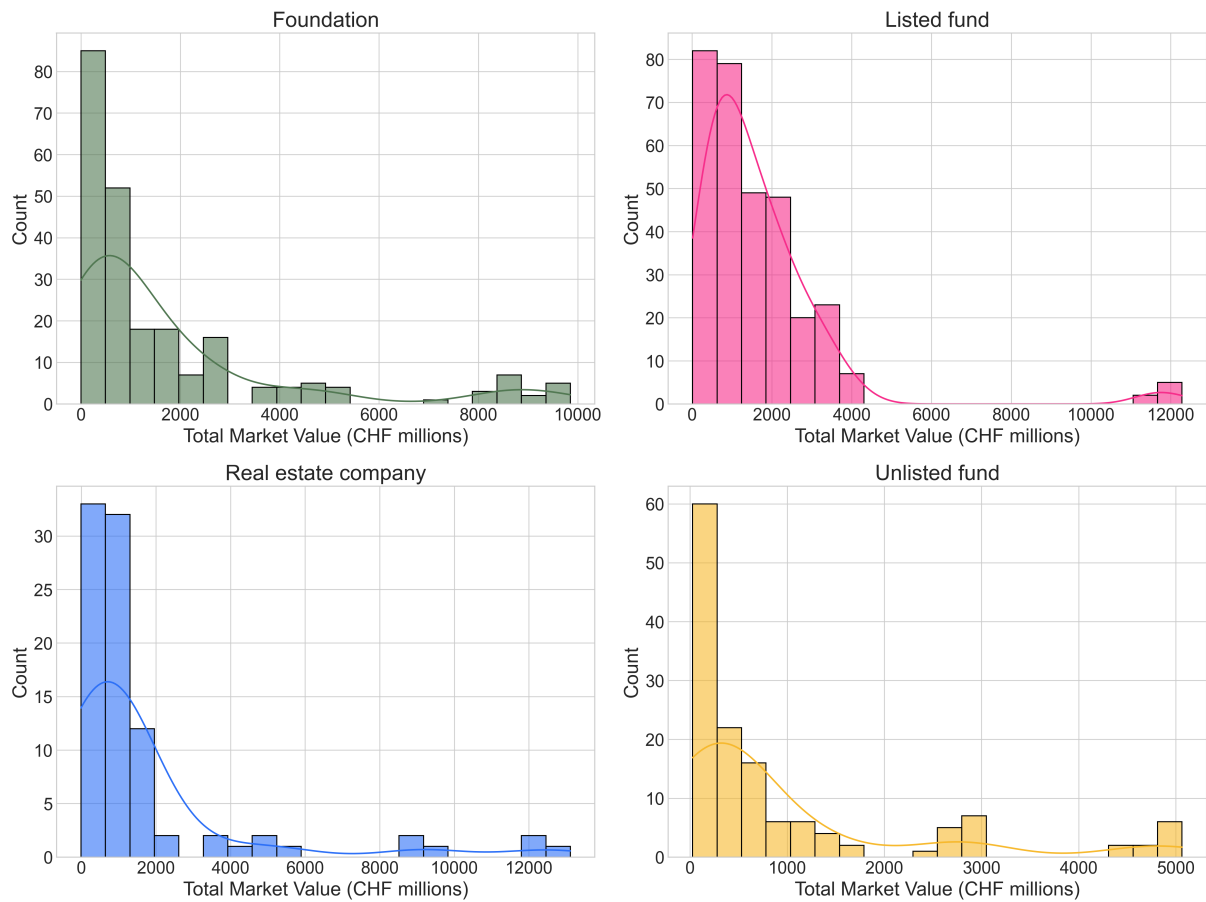 Foundation
Count
80
70
60
50
40
30
20
10
0
0 2000 4000 6000 8000 10000
Total Market Value (CHF millions)
Listed fund
Count
80
70
60
50
40
30
20
10
0
0 2000 4000 6000 8000 10000 12000
Total Market Value (CHF millions)
Real estate company
Count
30
25
20
15
10
5
0
0 2000 4000 6000 8000 10000 12000
Total Market Value (CHF millions)
Unlisted fund
Count
60
50
40
30
20
10
0
0 1000 2000 3000 4000 5000
Total Market Value (CHF millions)